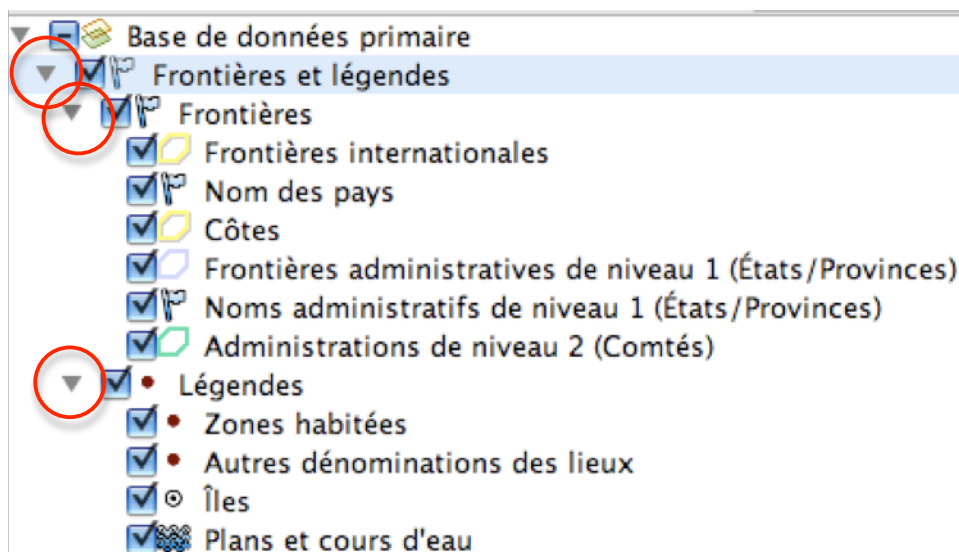 Base de données primaire
Frontières et légendes
Frontières
Frontières internationales
Nom des pays
Côtes
Frontières administratives de niveau 1 (États/Provinces)
Noms administratifs de niveau 1 (États/Provinces)
Administrations de niveau 2 (Comtés)
Légendes
Zones habitées
Autres dénominations des lieux
Îles
Plans et cours d'eau